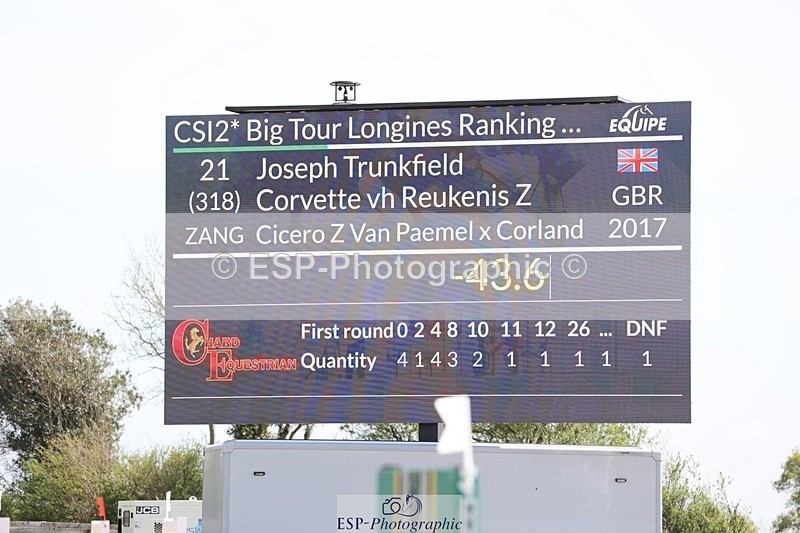 CSI2* Big Tour Longines Ranking ... EQUIPE
21 Joseph Trunkfield
(318) Corvette vh Reukenis Z GBR
ZANG Cicero Z Van Paemel x Corland 2017
-43.6
© ESP-Photographic ©
CHARD EQUESTRIAN
First round 0 2 4 8 10 11 12 26 ... DNF
Quantity 4 1 4 3 2 1 1 1 1 1
JCB
ESP-Photographic